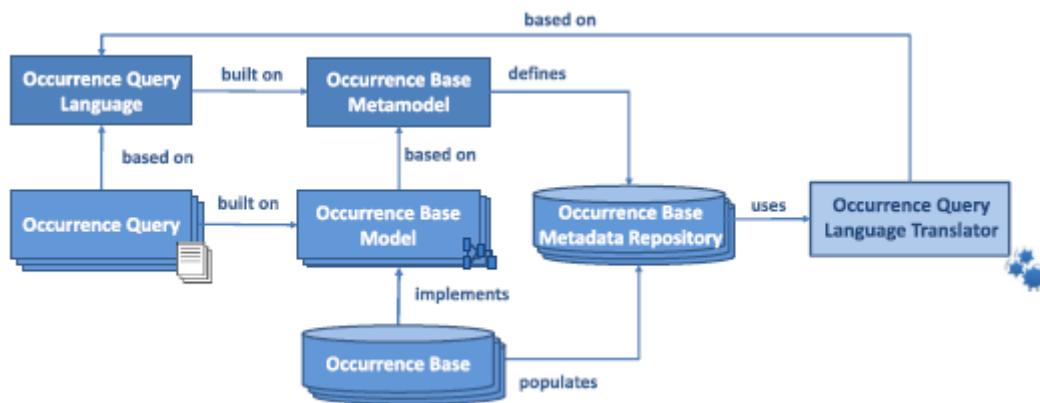 based on
Occurrence Query
Language
built on
Occurrence Base
Metamodel
defines
based on
based on
Occurrence Query
built on
Occurrence Base
Model
Occurrence Base
Metadata Repository
uses
Occurrence Query
Language Translator
implements
Occurrence Base
populates